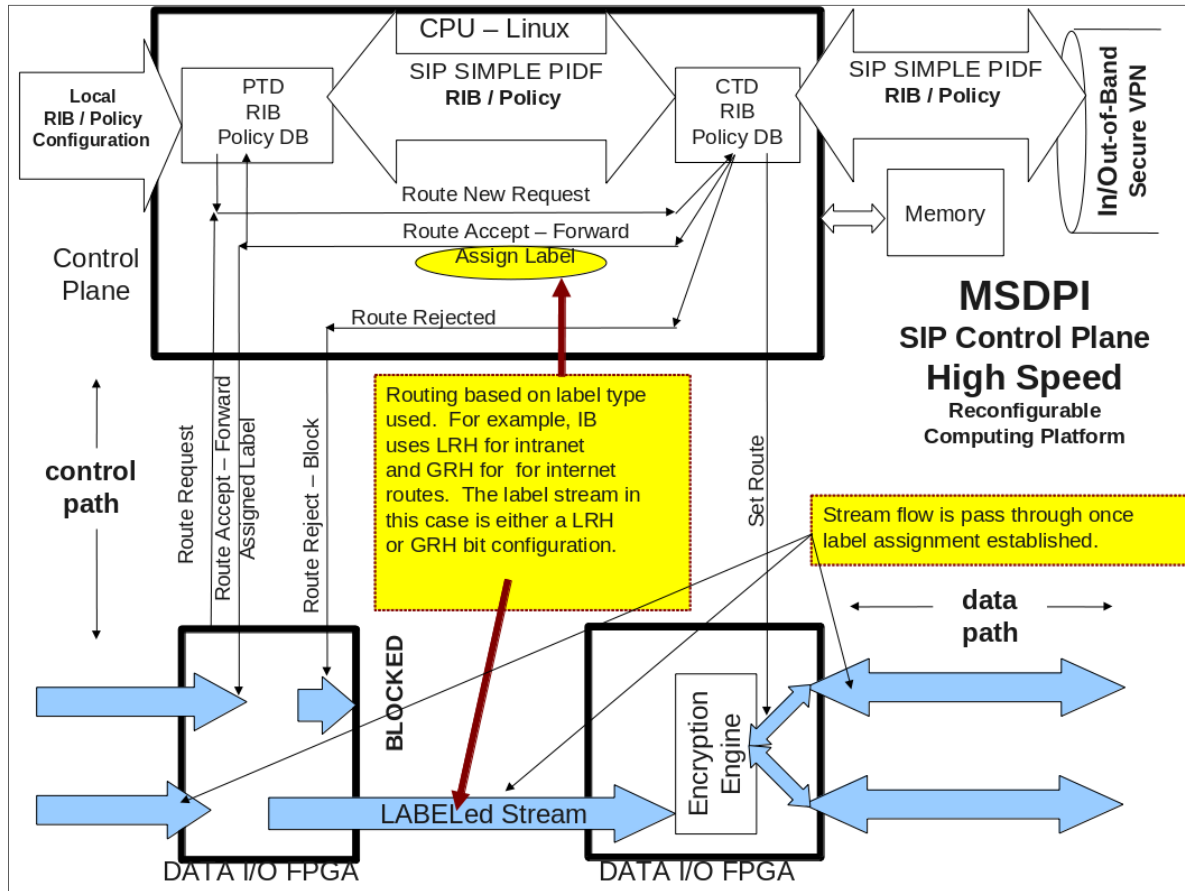 CPU – Linux
SIP SIMPLE PIDF
RIB / Policy
SIP SIMPLE PIDF
RIB / Policy
Local
RIB / Policy
Configuration
PTD
RIB
Policy DB
CTD
RIB
Policy DB
In/Out-of-Band
Secure VPN
Route New Request
Memory
Route Accept – Forward
Assign Label
Control
Plane
Route Rejected
MSDPI
SIP Control Plane
High Speed
Reconfigurable
Computing Platform
Routing based on label type
used. For example, IB
uses LRH for intranet
and GRH for for internet
routes. The label stream in
this case is either a LRH
or GRH bit configuration.
control
path
Route Request
Route Accept – Forward
Assigned Label
Route Reject – Block
Set Route
Stream flow is pass through once
label assignment established.
data
path
BLOCKED
Encryption
Engine
LABELed Stream
DATA I/O FPGA
DATA I/O FPGA